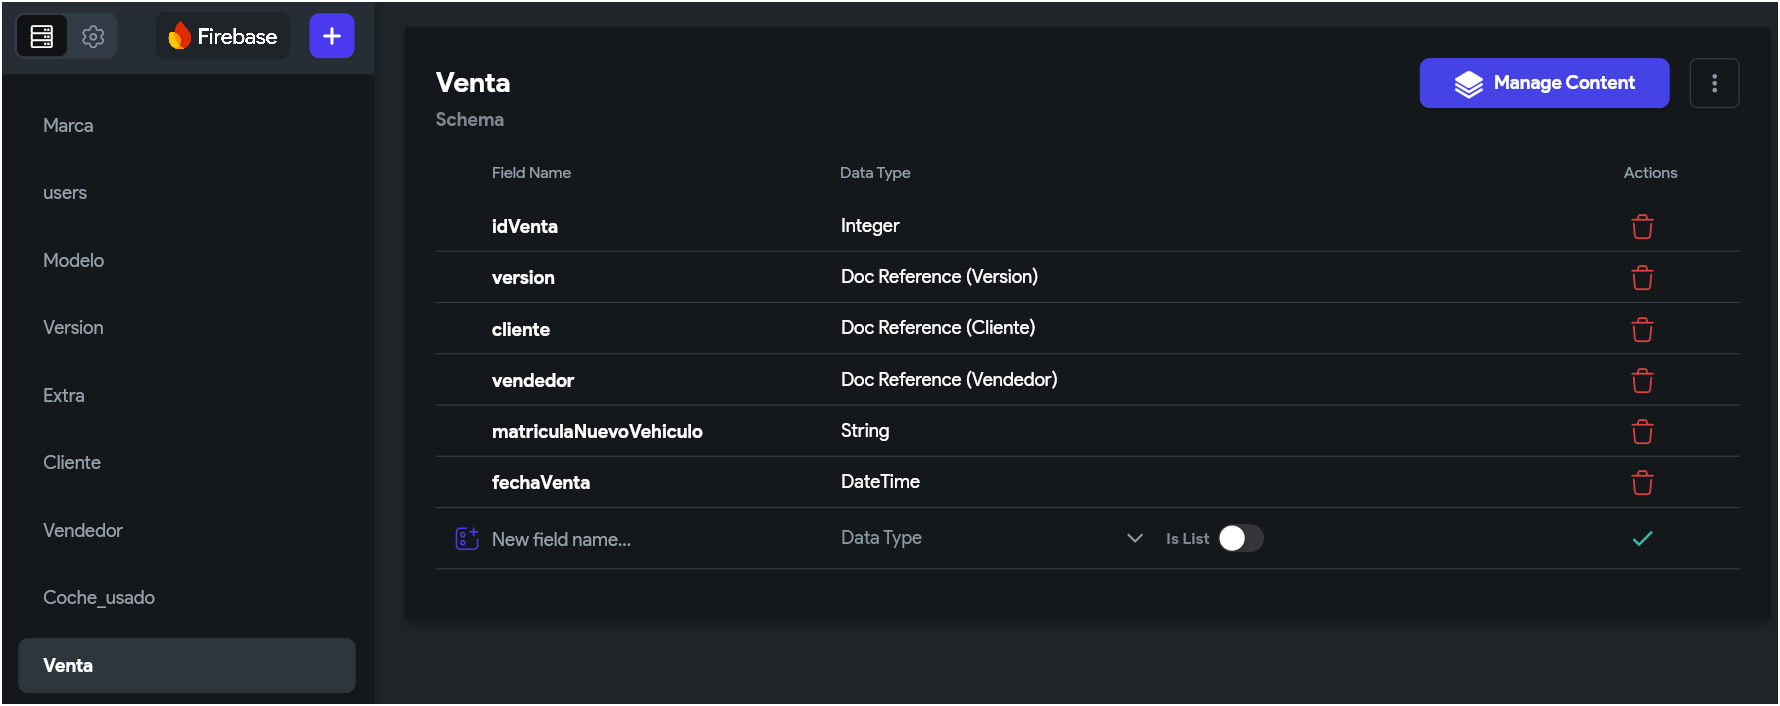 Firebase
Marca
users
Modelo
Version
Extra
Cliente
Vendedor
Coche_usado
Venta
Venta
Schema
Manage Content
Field Name Data Type Actions
idVenta Integer
version Doc Reference (Version)
cliente Doc Reference (Cliente)
vendedor Doc Reference (Vendedor)
matriculaNuevoVehiculo String
fechaVenta DateTime
New field name... Data Type Is List